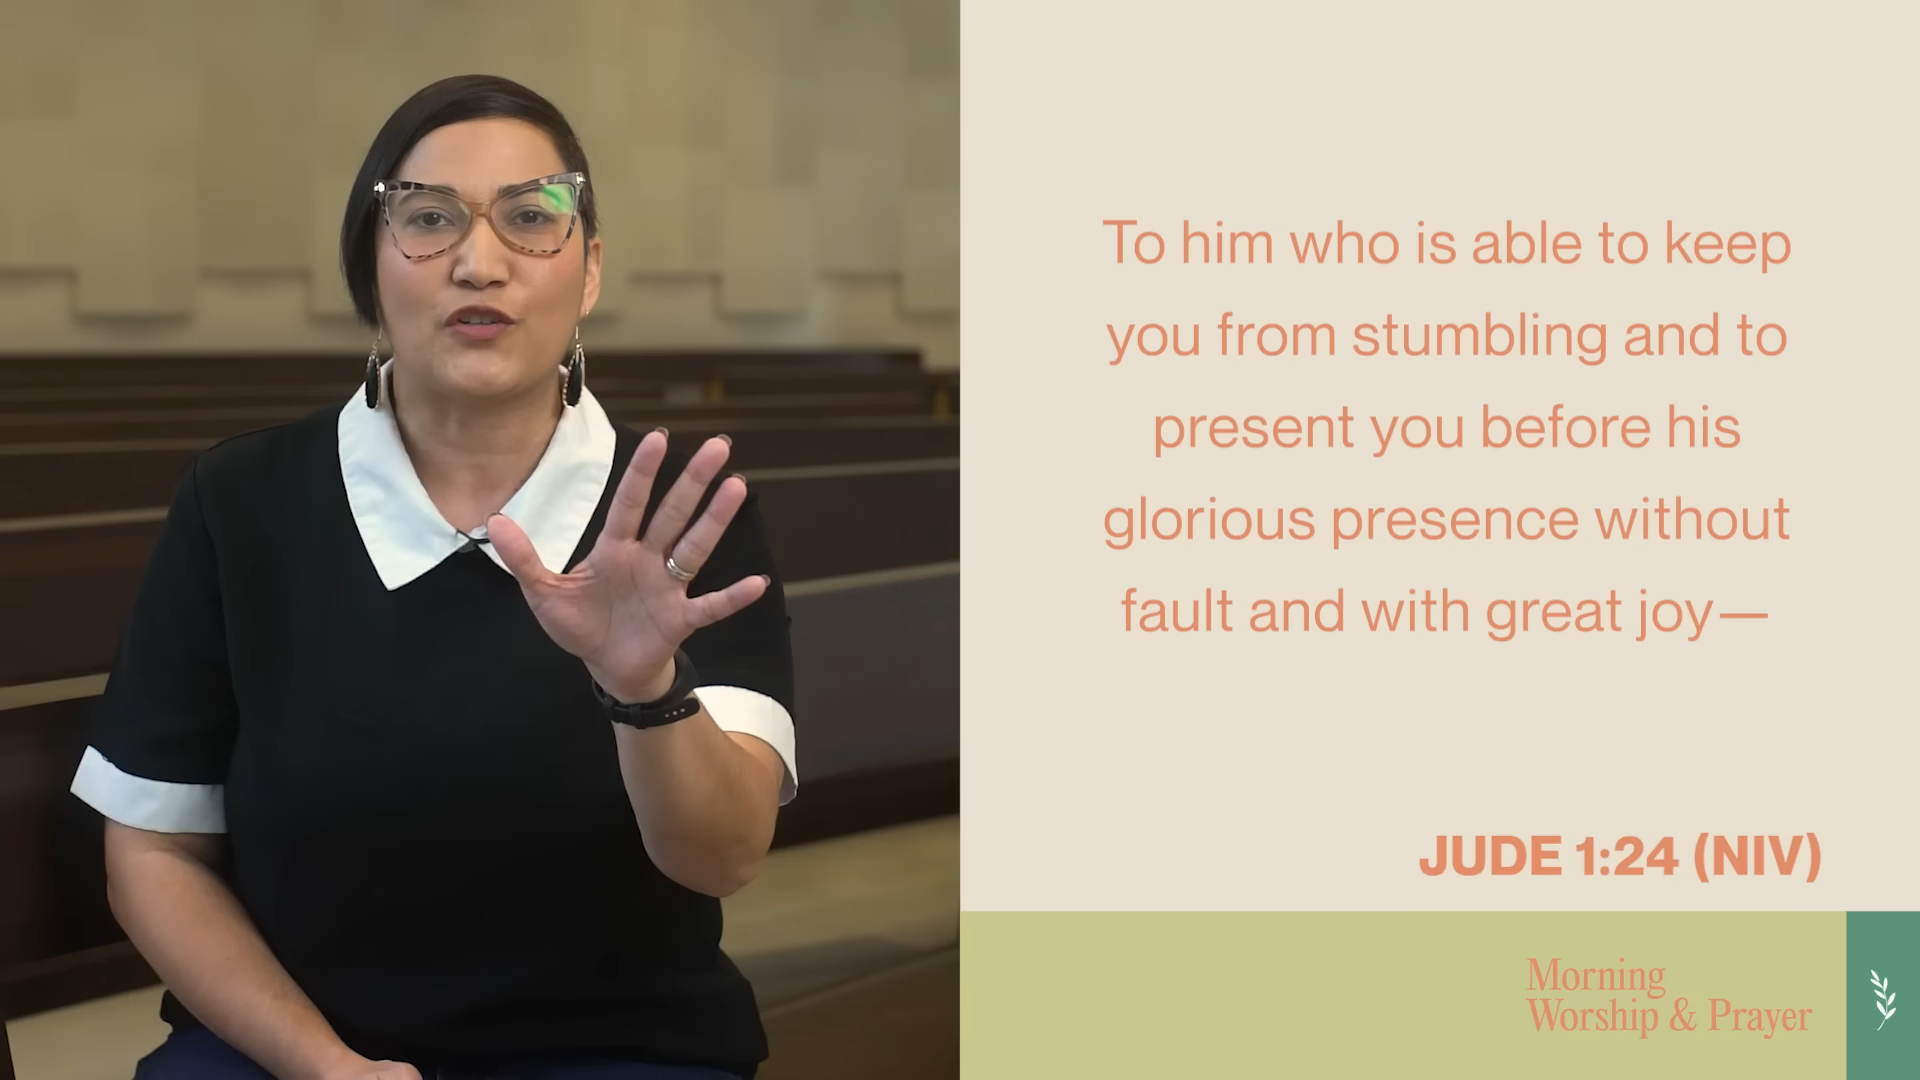 To him who is able to keep
you from stumbling and to
present you before his
glorious presence without
fault and with great joy—
JUDE 1:24 (NIV)
Morning
Worship & Prayer